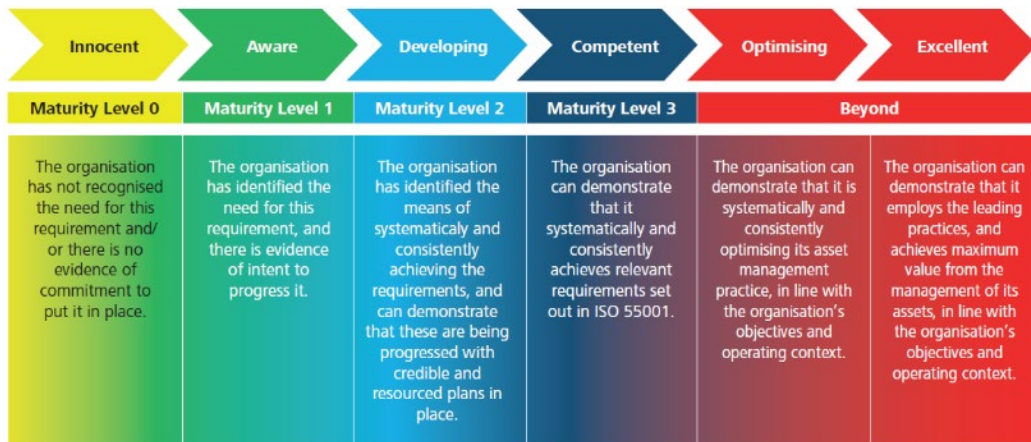 Innocent
Aware
Developing
Competent
Optimising
Excellent
Maturity Level 0
Maturity Level 1
Maturity Level 2
Maturity Level 3
Beyond
The organisation
has not recognised
the need for this
requirement and/
or there is no
evidence of
commitment to
put it in place.
The organisation
has identified the
need for this
requirement, and
there is evidence
of intent to
progress it.
The organisation
has identified the
means of
systematicaly and
consistently
achieving the
requirements, and
can demonstrate
that these are being
progressed with
credible and
resourced plans in
place.
The organisation
can demonstrate
that it
systematically and
consistently
achieves relevant
requirements set
out in ISO 55001.
The organisation can
demonstrate that it is
systematically and
consistently
optimising its asset
management
practice, in line with
the organisation's
objectives and
operating context.
The organisation can
demonstrate that it
employs the leading
practices, and
achieves maximum
value from the
management of its
assets, in line with
the organisation's
objectives and
operating context.